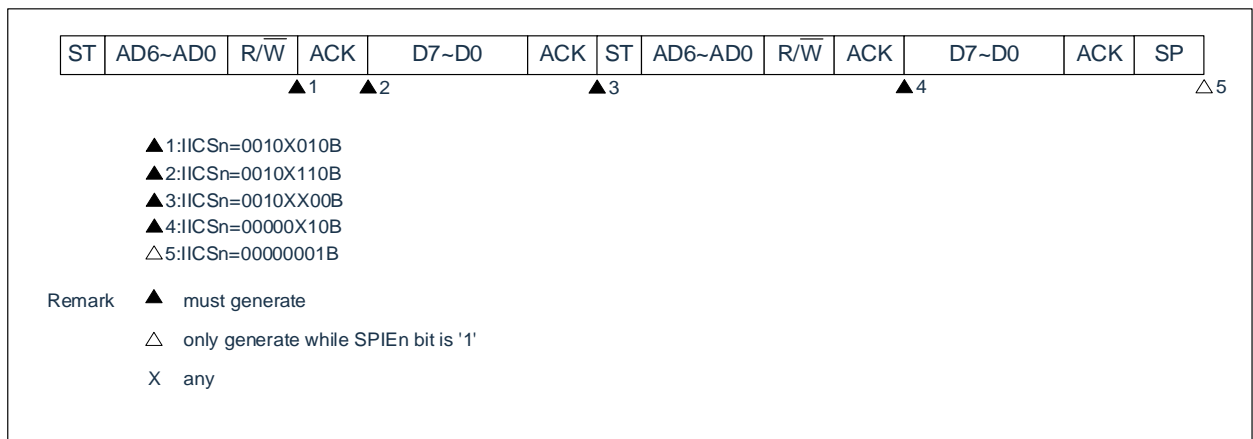 ST AD6~AD0 R/W̅ ACK D7~D0 ACK ST AD6~AD0 R/W̅ ACK D7~D0 ACK SP
▲1 ▲2 ▲3 ▲4 △5
▲1:IICSn=0010X010B
▲2:IICSn=0010X110B
▲3:IICSn=0010XX00B
▲4:IICSn=00000X10B
△5:IICSn=00000001B
Remark ▲ must generate
△ only generate while SPIEn bit is '1'
X any